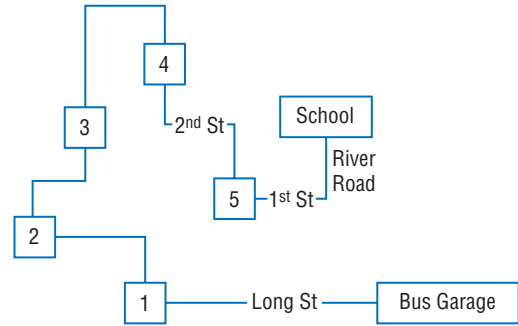 4
3
2nd St
School
River
Road
5
1st St
2
1
Long St
Bus Garage